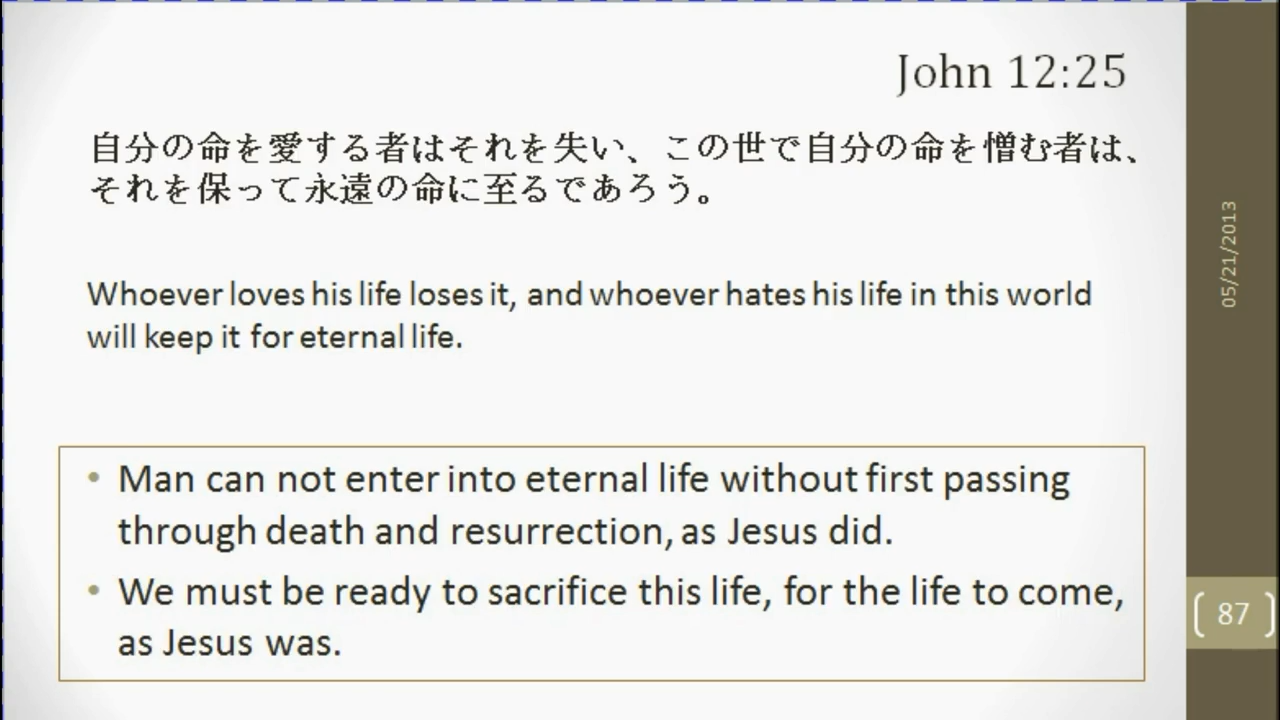 John 12:25
自分の命を愛する者はそれを失い、この世で自分の命を憎む者は、
それを保って永遠の命に至るであろう。
Whoever loves his life loses it, and whoever hates his life in this world
will keep it for eternal life.
• Man can not enter into eternal life without first passing
through death and resurrection, as Jesus did.
• We must be ready to sacrifice this life, for the life to come,
as Jesus was.
05/21/2013
87